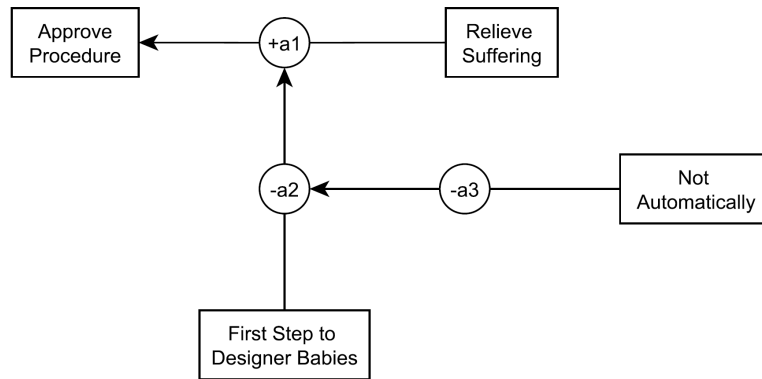 Approve
Procedure
+a1
Relieve
Suffering
-a2
-a3
Not
Automatically
First Step to
Designer Babies